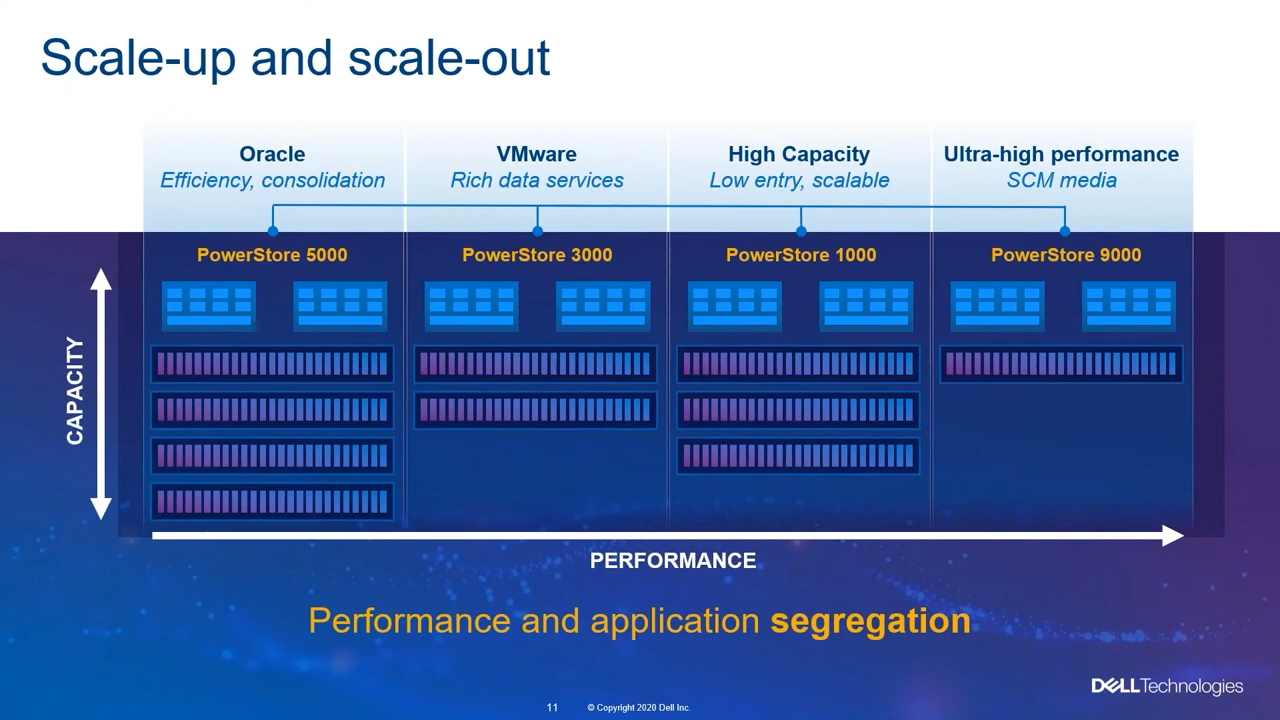 Scale-up and scale-out
Oracle
Efficiency, consolidation
VMware
Rich data services
High Capacity
Low entry, scalable
Ultra-high performance
SCM media
PowerStore 5000
PowerStore 3000
PowerStore 1000
PowerStore 9000
CAPACITY
PERFORMANCE
Performance and application segregation
DELLTechnologies
11 © Copyright 2020 Dell Inc.